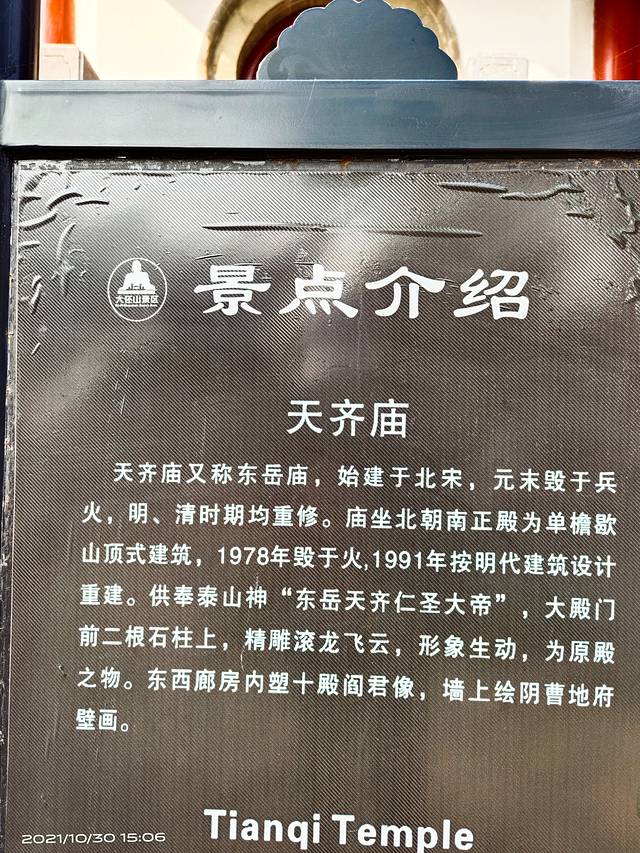 大伾山景区
景点介绍
天齐庙
天齐庙又称东岳庙，始建于北宋，元末毁于兵
火，明、清时期均重修。庙坐北朝南正殿为单檐歇
山顶式建筑，1978年毁于火,1991年按明代建筑设计
重建。供奉泰山神“东岳天齐仁圣大帝”，大殿门
前二根石柱上，精雕滚龙飞云，形象生动，为原殿
之物。东西廊房内塑十殿阎君像，墙上绘阴曹地府
壁画。
Tianqi Temple
2021/10/30 15:06